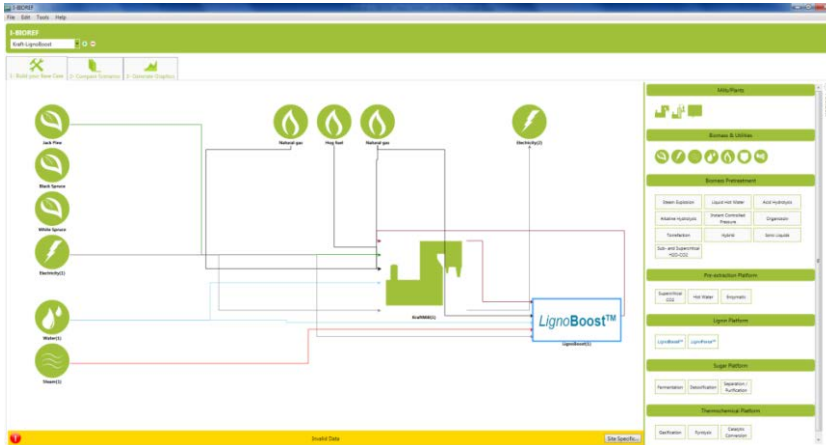 I-BIOREF
File Edit Tools Help
I-BIOREF
Kraft-LignoBoost
1- Build your Base Case
2- Compare Scenarios
3- Generate Graphics
Jack Pine
Black Spruce
White Spruce
Electricity(1)
Water(1)
Steam(1)
Natural gas
Hog fuel
Natural gas
Electricity(2)
KraftMill(1)
LignoBoost™
LignoBoost(1)
Mills/Plants
Biomass & Utilities
Biomass Pretreatment
Steam Explosion
Liquid Hot Water
Acid Hydrolysis
Alkaline Hydrolysis
Instant Controlled
Pressure
Organosolv
Torrefaction
Hybrid
Ionic Liquids
Sub- and Supercritical
H2O-CO2
Pre-extraction Platform
Supercritical
CO2
Hot Water
Enzymatic
Lignin Platform
LignoBoost™
LignoForce™
Sugar Platform
Fermentation
Detoxification
Separation /
Purification
Thermochemical Platform
Gasification
Pyrolysis
Catalytic
Conversion
Invalid Data
Site Specific...